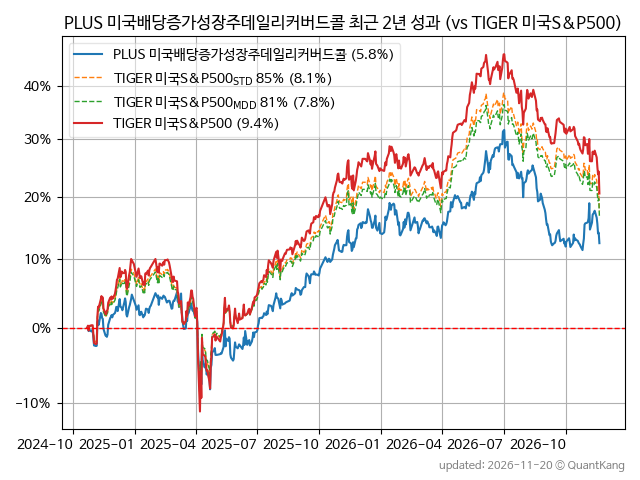 PLUS 미국배당증가성장주데일리커버드콜 최근 2년 성과 (vs TIGER 미국S&P500)
PLUS 미국배당증가성장주데일리커버드콜 (5.8%)
TIGER 미국S&P500STD 85% (8.1%)
TIGER 미국S&P500MDD 81% (7.8%)
TIGER 미국S&P500 (9.4%)
40%
30%
20%
10%
0%
−10%
2024-10 2025-01 2025-04 2025-07 2025-10 2026-01 2026-04 2026-07 2026-10
updated: 2026-11-20 © QuantKang